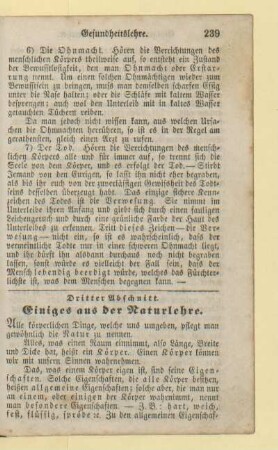 Gesundheitslehre. 239
6) Die Ohnmacht. Hören die Verrichtungen des
menschlichen Körpers theilweise auf, so entsteht ein Zustand
der Bewußtlosigkeit, den man Ohnmacht oder Erstar-
rung nennt. Um einen solchen Ohnmächtigen wieder zum
Bewußtsein zu bringen, muss man denselben scharfen Essig
unter die Nase halten; oder die Schläfe mit kaltem Wasser
besprengen; auch wol den Unterleib mit in kaltes Wasser
getauchten Tüchern reiben.
Da man jedoch nicht wissen kann, aus welchen Ursa-
chen die Ohnmachten herrühren, so ist es in der Regel am
gerathensten, gleich einen Arzt zu rufen.
7) Der Tod. Hören die Verrichtungen des mensch-
lichen Körpers alle und für immer auf, so trennt sich die
Seele von dem Körper, und es erfolgt der Tod. — Stirbt
Jemand von den Eurigen, so lasst ihn nicht eher begraben,
als bis ihr euch von der zuverlässigen Gewissheit des Todt-
seins desselben überzeugt habt. Das einzige sichere Kenn-
zeichen des Todtseins ist die Verwesung. Sie nimmt im
Unterleibe ihren Anfang und gibt sich durch einen faulen
Leichengeruch und durch eine grünliche Farbe der Haut des
Unterleibes zu erkennen. Tritt dieses Zeichen — die Ver-
wesung — nicht ein, so ist es wahrscheinlich, dass der
vermeintliche Todte nur in einer schweren Ohnmacht liegt,
und ihr dürft ihn alsdann durchaus noch nicht begraben
lassen, sonst würde es vielleicht der Fall sein, dass der
Mensch lebendig beerdigt würde, welches das Fürchter-
lichste ist, was dem Menschen begegnen kann. —
Dritter Abschnitt.
Einiges aus der Naturlehre.
Alle körperlichen Dinge, welche uns umgeben, pflegt man
gewöhnlich die Natur zu nennen.
Alles, was einen Raum einnimmt, also Länge, Breite
und Dicke hat, heißt ein Körper. Einen Körper können
wir mit unsern Sinnen wahrnehmen.
Das, was einem Körper eigen ist, sind seine Eigen-
schaften. Solche Eigenschaften, die alle Körper besitzen,
heißen allgemeine Eigenschaften; solche aber, die man nur
an einem, oder einigen der Körper wahrnimmt, nennt
man besondere Eigenschaften. — Z. B.: hart, weich,
fest, flüssig, spröde ꝛc. Zu den allgemeinen Eigenschaf-